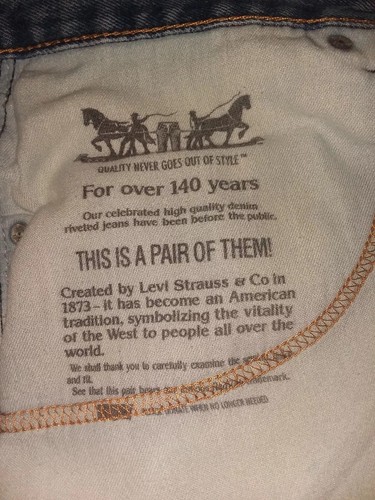 QUALITY NEVER GOES OUT OF STYLE™
For over 140 years
Our celebrated high quality denim
riveted jeans have been before the public.
THIS IS A PAIR OF THEM!
Created by Levi Strauss & Co in
1873 – it has become an American
tradition, symbolizing the vitality
of the West to people all over the
world.
We shall thank you to carefully examine the
and fit.
See that this pair bears our
PLEASE DONATE WHEN NO LONGER NEEDED